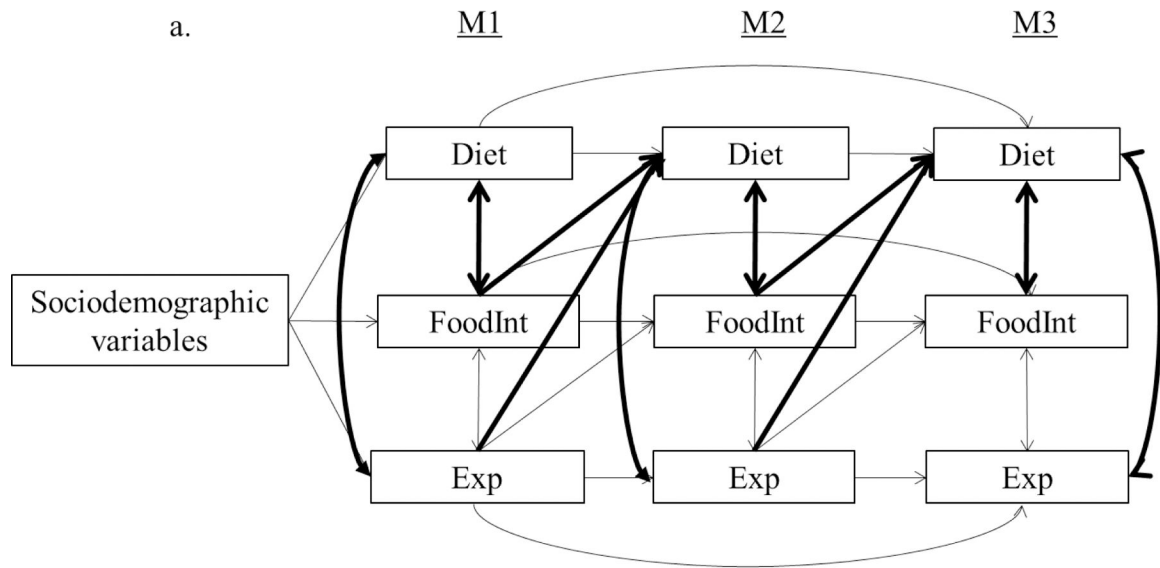 a.
M1
M2
M3
Diet
Diet
Diet
Sociodemographic
variables
FoodInt
FoodInt
FoodInt
Exp
Exp
Exp